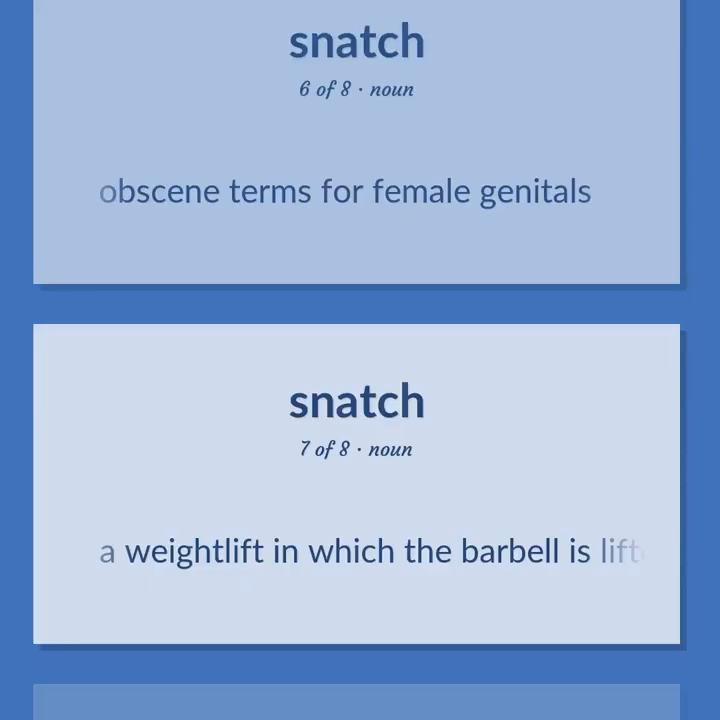 snatch
6 of 8 · noun
obscene terms for female genitals
snatch
7 of 8 · noun
a weightlift in which the barbell is